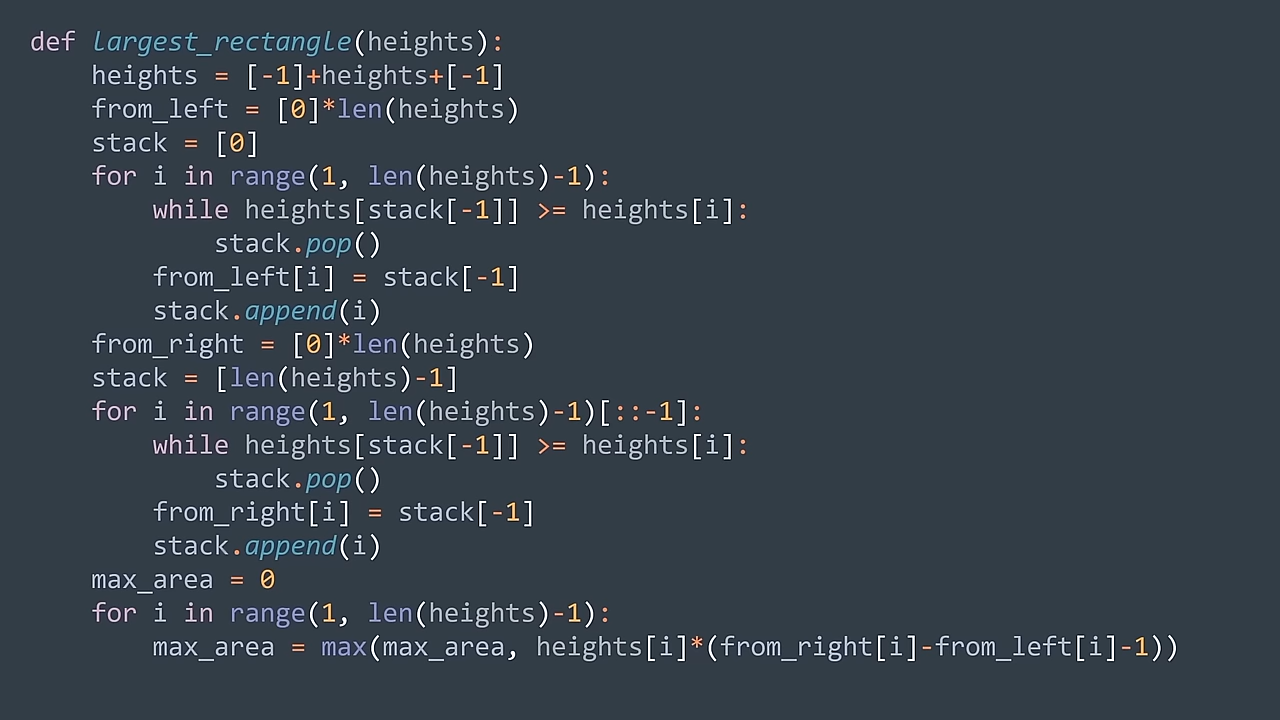 def largest_rectangle(heights):
    heights = [-1]+heights+[-1]
    from_left = [0]*len(heights)
    stack = [0]
    for i in range(1, len(heights)-1):
        while heights[stack[-1]] >= heights[i]:
            stack.pop()
        from_left[i] = stack[-1]
        stack.append(i)
    from_right = [0]*len(heights)
    stack = [len(heights)-1]
    for i in range(1, len(heights)-1)[::-1]:
        while heights[stack[-1]] >= heights[i]:
            stack.pop()
        from_right[i] = stack[-1]
        stack.append(i)
    max_area = 0
    for i in range(1, len(heights)-1):
        max_area = max(max_area, heights[i]*(from_right[i]-from_left[i]-1))